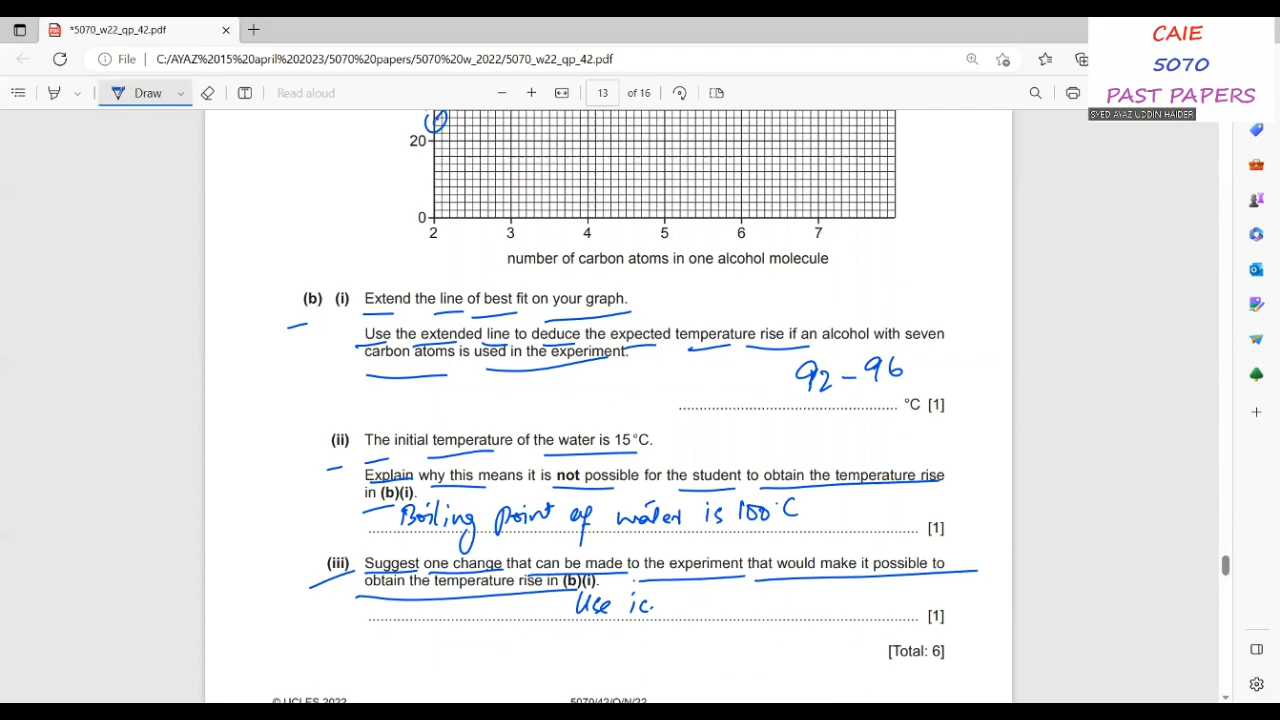 *5070_w22_qp_42.pdf
CAIE
5070
PAST PAPERS
SYED AYAZ UDDIN HAIDER
File C:/AYAZ%2015%20april%202023/5070%20papers/5070%20w_2022/5070_w22_qp_42.pdf
Draw Read aloud 13 of 16
20
0
2 3 4 5 6 7
number of carbon atoms in one alcohol molecule
(b) (i) Extend the line of best fit on your graph.
Use the extended line to deduce the expected temperature rise if an alcohol with seven
carbon atoms is used in the experiment.
92 – 96
°C [1]
(ii) The initial temperature of the water is 15 °C.
Explain why this means it is not possible for the student to obtain the temperature rise
in (b)(i).
Boiling point of water is 100°C
[1]
(iii) Suggest one change that can be made to the experiment that would make it possible to
obtain the temperature rise in (b)(i).
Use ic
[1]
[Total: 6]
© UCLES 2022 5070/42/O/N/22